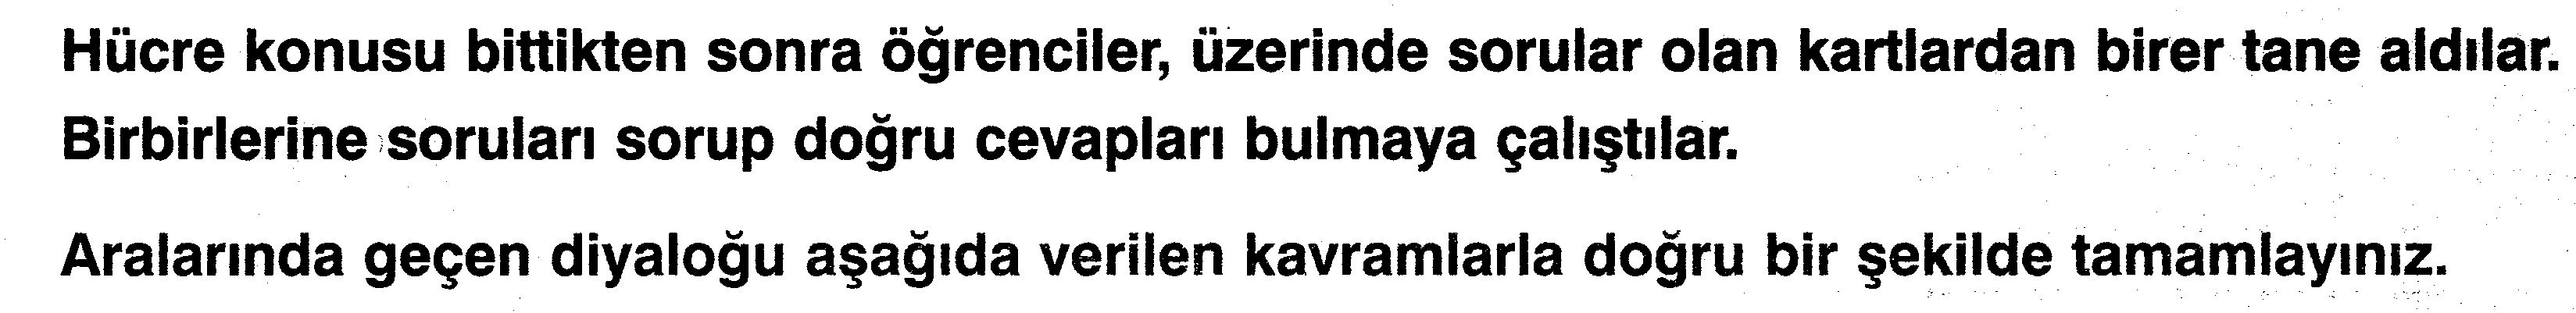 Hücre konusu bittikten sonra öğrenciler, üzerinde sorular olan kartlardan birer tane aldılar.
Birbirlerine soruları sorup doğru cevapları bulmaya çalıştılar.
Aralarında geçen diyaloğu aşağıda verilen kavramlarla doğru bir şekilde tamamlayınız.